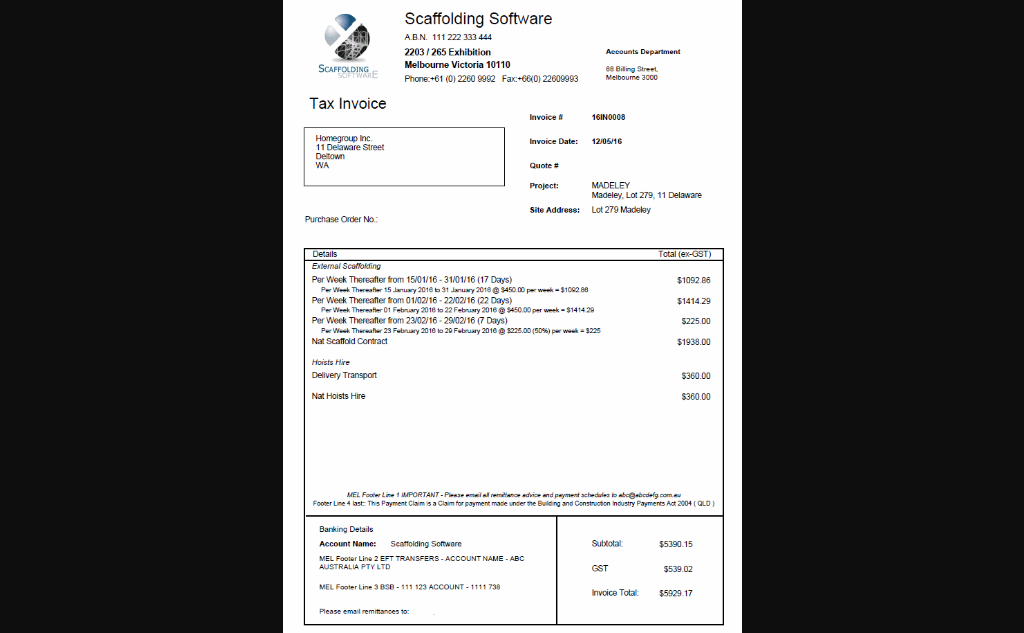 Scaffolding Software
A.B.N. 111 222 333 444
2203 / 265 Exhibition
Melbourne Victoria 10110
Phone:+61 (0) 2260 9992 Fax:+66(0) 22609993
Accounts Department
68 Billing Street,
Melbourne 3000
SCAFFOLDING
SOFTWARE
Tax Invoice
Homegroup Inc.
11 Delaware Street
Deltown
WA
Invoice # 16IN0008
Invoice Date: 12/05/16
Quote #
Project: MADELEY
Madeley, Lot 279, 11 Delaware
Site Address: Lot 279 Madeley
Purchase Order No.:
Details Total (ex-GST)
External Scaffolding
Per Week Thereafter from 15/01/16 - 31/01/16 (17 Days) $1092.86
Per Week Thereafter 15 January 2016 to 31 January 2016 @ $450.00 per week = $1092.86
Per Week Thereafter from 01/02/16 - 22/02/16 (22 Days) $1414.29
Per Week Thereafter 01 February 2016 to 22 February 2016 @ $450.00 per week = $1414.29
Per Week Thereafter from 23/02/16 - 29/02/16 (7 Days) $225.00
Per Week Thereafter 23 February 2016 to 29 February 2016 @ $225.00 (50%) per week = $225
Nat Scaffold Contract $1938.00
Hoists Hire
Delivery Transport $360.00
Nat Hoists Hire $360.00
MEL Footer Line 1 IMPORTANT - Please email all remittance advice and payment schedules to abc@abcdefg.com.au
Footer Line 4 last:: This Payment Claim is a Claim for payment made under the Building and Construction Industry Payments Act 2004 ( QLD )
Banking Details
Account Name: Scaffolding Software
MEL Footer Line 2 EFT TRANSFERS - ACCOUNT NAME - ABC
AUSTRALIA PTY LTD
MEL Footer Line 3 BSB - 111 123 ACCOUNT - 1111 738
Please email remittances to:
Subtotal: $5390.15
GST $539.02
Invoice Total: $5929.17